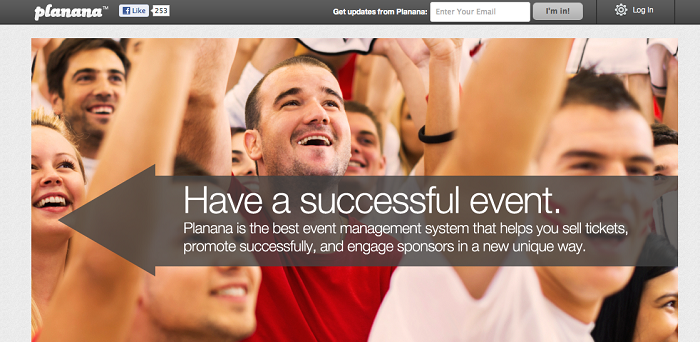 planana™
Like 253
Get updates from Planana: Enter Your Email I'm in! Log In
Have a successful event.
Planana is the best event management system that helps you sell tickets,
promote successfully, and engage sponsors in a new unique way.